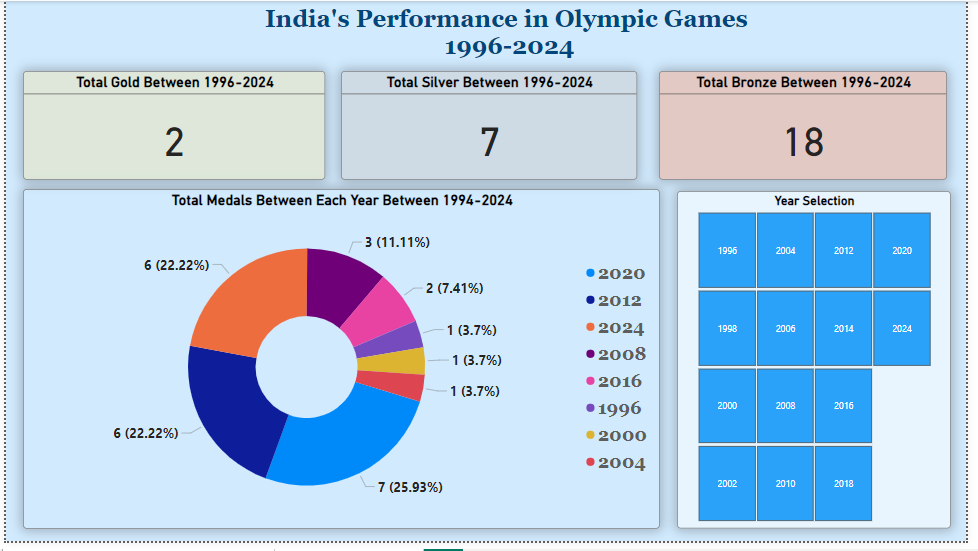 India's Performance in Olympic Games
1996-2024
Total Gold Between 1996-2024
2
Total Silver Between 1996-2024
7
Total Bronze Between 1996-2024
18
Total Medals Between Each Year Between 1994-2024
3 (11.11%)
6 (22.22%)
2 (7.41%)
1 (3.7%)
1 (3.7%)
1 (3.7%)
6 (22.22%)
7 (25.93%)
2020
2012
2024
2008
2016
1996
2000
2004
Year Selection
1996 2004 2012 2020
1998 2006 2014 2024
2000 2008 2016
2002 2010 2018